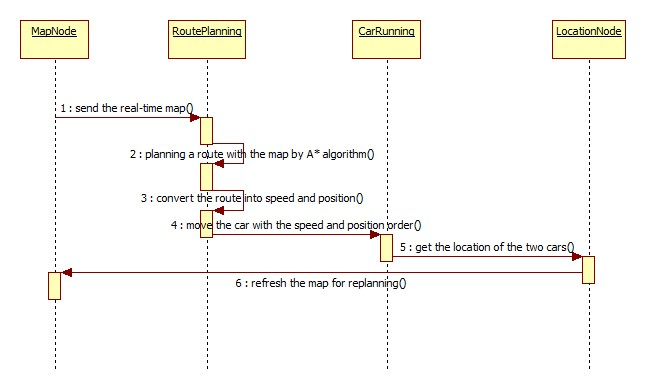 MapNode
RoutePlanning
CarRunning
LocationNode
1 : send the real-time map()
2 : planning a route with the map by A* algorithm()
3 : convert the route into speed and position()
4 : move the car with the speed and position order()
5 : get the location of the two cars()
6 : refresh the map for replanning()